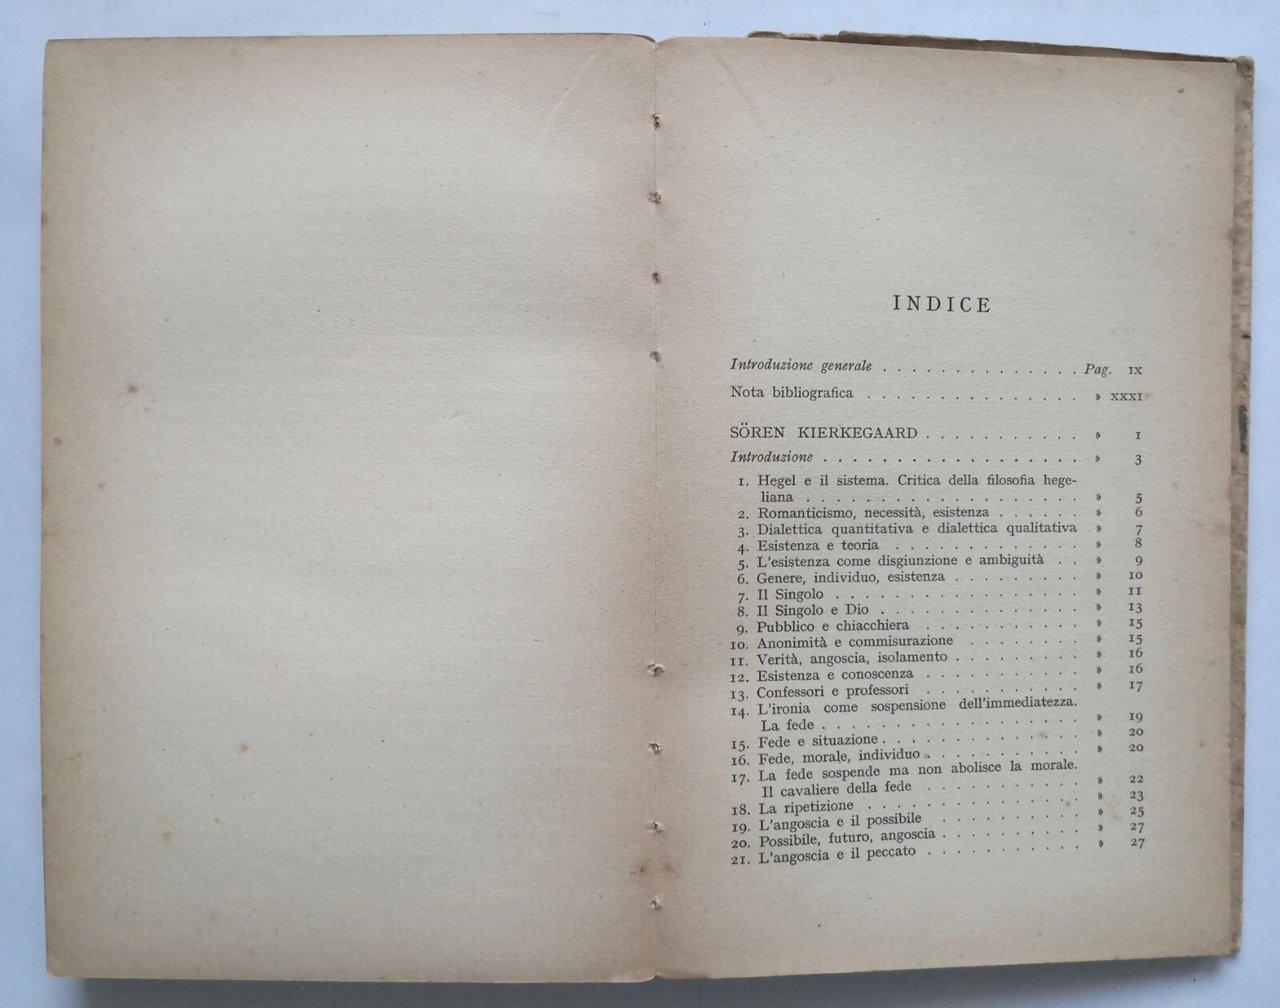 INDICE
Introduzione generale . . . . . . . . . . . . . . Pag. IX
Nota bibliografica . . . . . . . . . . . . . . . » XXXI
SÖREN KIERKEGAARD . . . . . . . . . . . » 1
Introduzione . . . . . . . . . . . . . . . . . . » 3
1. Hegel e il sistema. Critica della filosofia hege-
liana . . . . . . . . . . . . . . . . . . » 5
2. Romanticismo, necessità, esistenza . . . . . . » 6
3. Dialettica quantitativa e dialettica qualitativa » 7
4. Esistenza e teoria . . . . . . . . . . . . . » 8
5. L'esistenza come disgiunzione e ambiguità . . » 9
6. Genere, individuo, esistenza . . . . . . . . . » 10
7. Il Singolo . . . . . . . . . . . . . . . . . » 11
8. Il Singolo e Dio . . . . . . . . . . . . . . » 13
9. Pubblico e chiacchiera . . . . . . . . . . . » 15
10. Anonimità e commisurazione . . . . . . . . » 15
11. Verità, angoscia, isolamento . . . . . . . . . » 16
12. Esistenza e conoscenza . . . . . . . . . . . » 16
13. Confessori e professori . . . . . . . . . . . » 17
14. L'ironia come sospensione dell'immediatezza.
La fede . . . . . . . . . . . . . . . . . » 19
15. Fede e situazione . . . . . . . . . . . . . . » 20
16. Fede, morale, individuo . . . . . . . . . . . » 20
17. La fede sospende ma non abolisce la morale.
Il cavaliere della fede . . . . . . . . . . . » 22
18. La ripetizione . . . . . . . . . . . . . . . » 23
19. L'angoscia e il possibile . . . . . . . . . . . » 25
20. Possibile, futuro, angoscia . . . . . . . . . . » 27
21. L'angoscia e il peccato . . . . . . . . . . . » 27